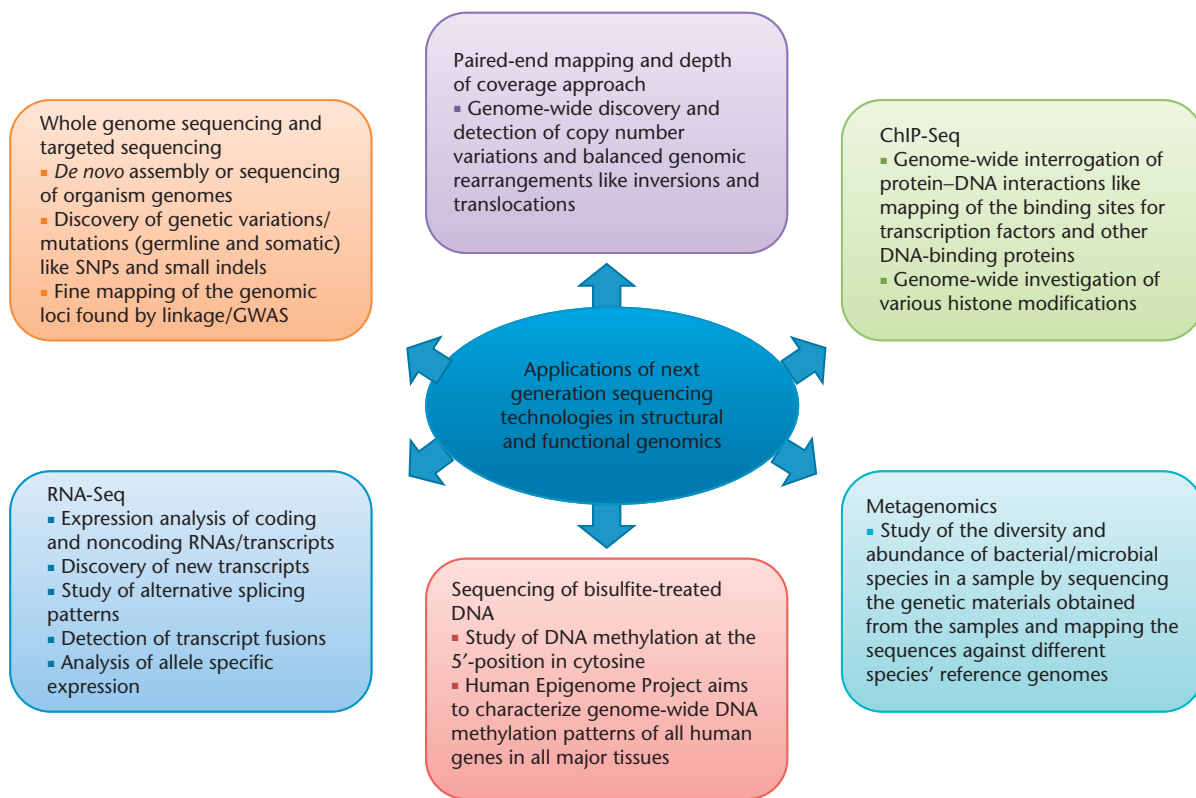 Paired-end mapping and depth
of coverage approach
▪ Genome-wide discovery and
detection of copy number
variations and balanced genomic
rearrangements like inversions and
translocations
Whole genome sequencing and
targeted sequencing
▪ De novo assembly or sequencing
of organism genomes
▪ Discovery of genetic variations/
mutations (germline and somatic)
like SNPs and small indels
▪ Fine mapping of the genomic
loci found by linkage/GWAS
ChIP-Seq
▪ Genome-wide interrogation of
protein–DNA interactions like
mapping of the binding sites for
transcription factors and other
DNA-binding proteins
▪ Genome-wide investigation of
various histone modifications
Applications of next
generation sequencing
technologies in structural
and functional genomics
RNA-Seq
▪ Expression analysis of coding
and noncoding RNAs/transcripts
▪ Discovery of new transcripts
▪ Study of alternative splicing
patterns
▪ Detection of transcript fusions
▪ Analysis of allele specific
expression
Sequencing of bisulfite-treated
DNA
▪ Study of DNA methylation at the
5′-position in cytosine
▪ Human Epigenome Project aims
to characterize genome-wide DNA
methylation patterns of all human
genes in all major tissues
Metagenomics
▪ Study of the diversity and
abundance of bacterial/microbial
species in a sample by sequencing
the genetic materials obtained
from the samples and mapping the
sequences against different
species’ reference genomes